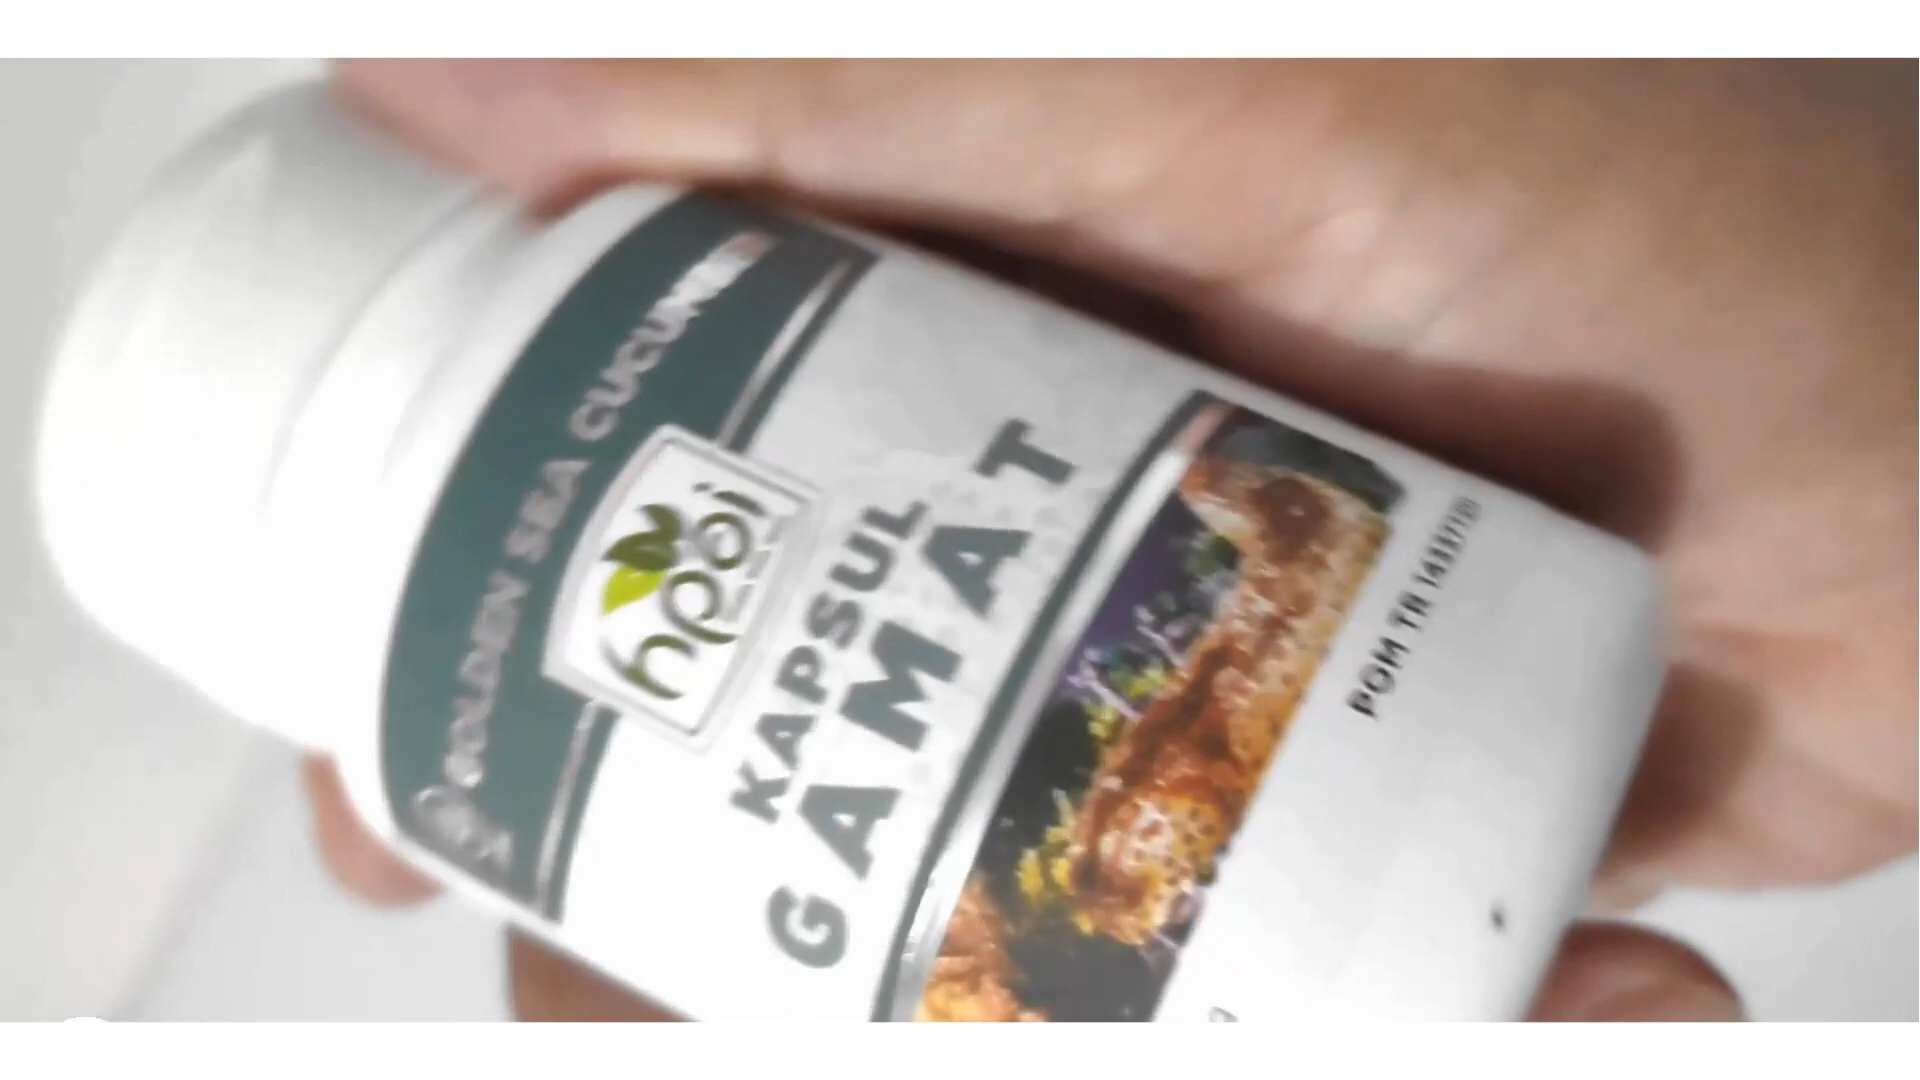 GOLDEN SEA CUCUMBER
hpai
KAPSUL
GAMAT
POM TR